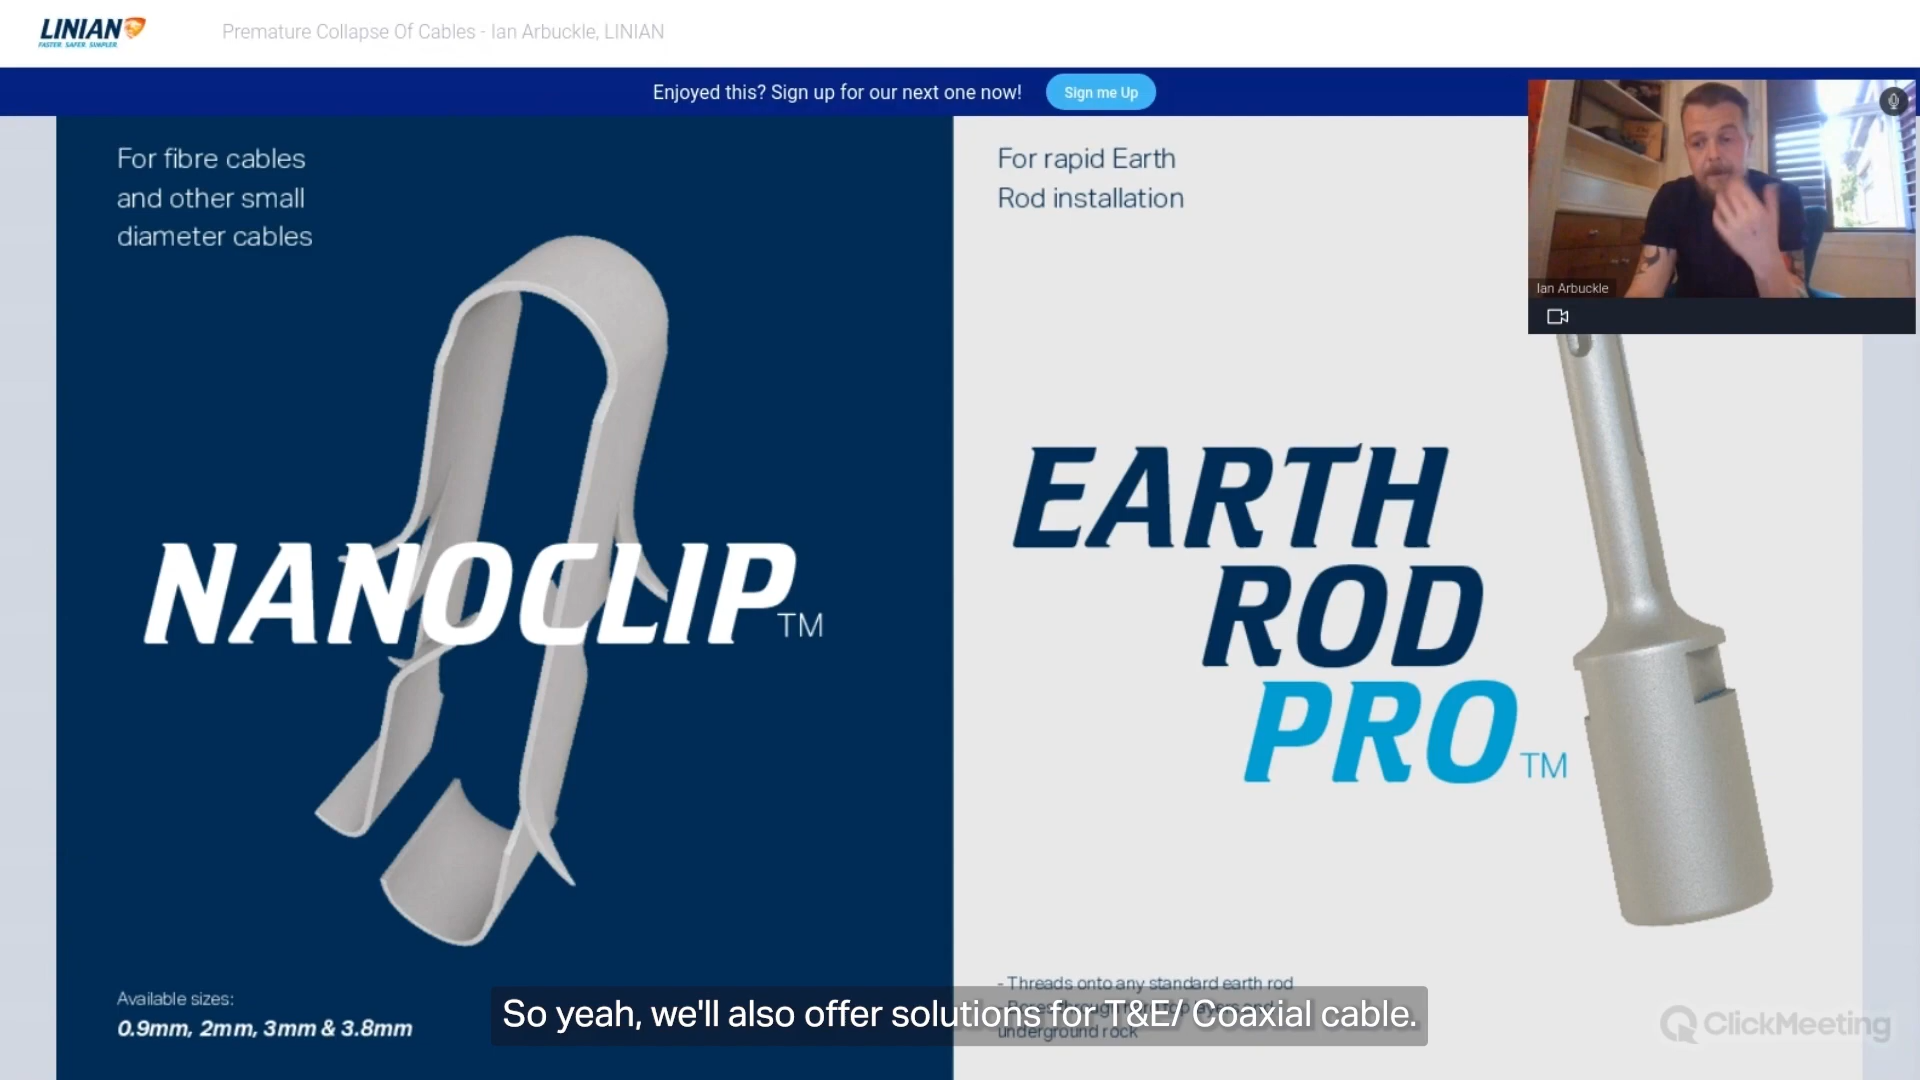 LINIAN
FASTER. SAFER. SIMPLER.
Premature Collapse Of Cables - Ian Arbuckle, LINIAN
Enjoyed this? Sign up for our next one now!
Sign me Up
For fibre cables
and other small
diameter cables
NANOCLIP TM
Available sizes:
0.9mm, 2mm, 3mm & 3.8mm
For rapid Earth
Rod installation
EARTH
ROD
PRO TM
- Threads onto any standard earth rod
underground rock
Ian Arbuckle
So yeah, we'll also offer solutions for T&E/ Coaxial cable.
ClickMeeting